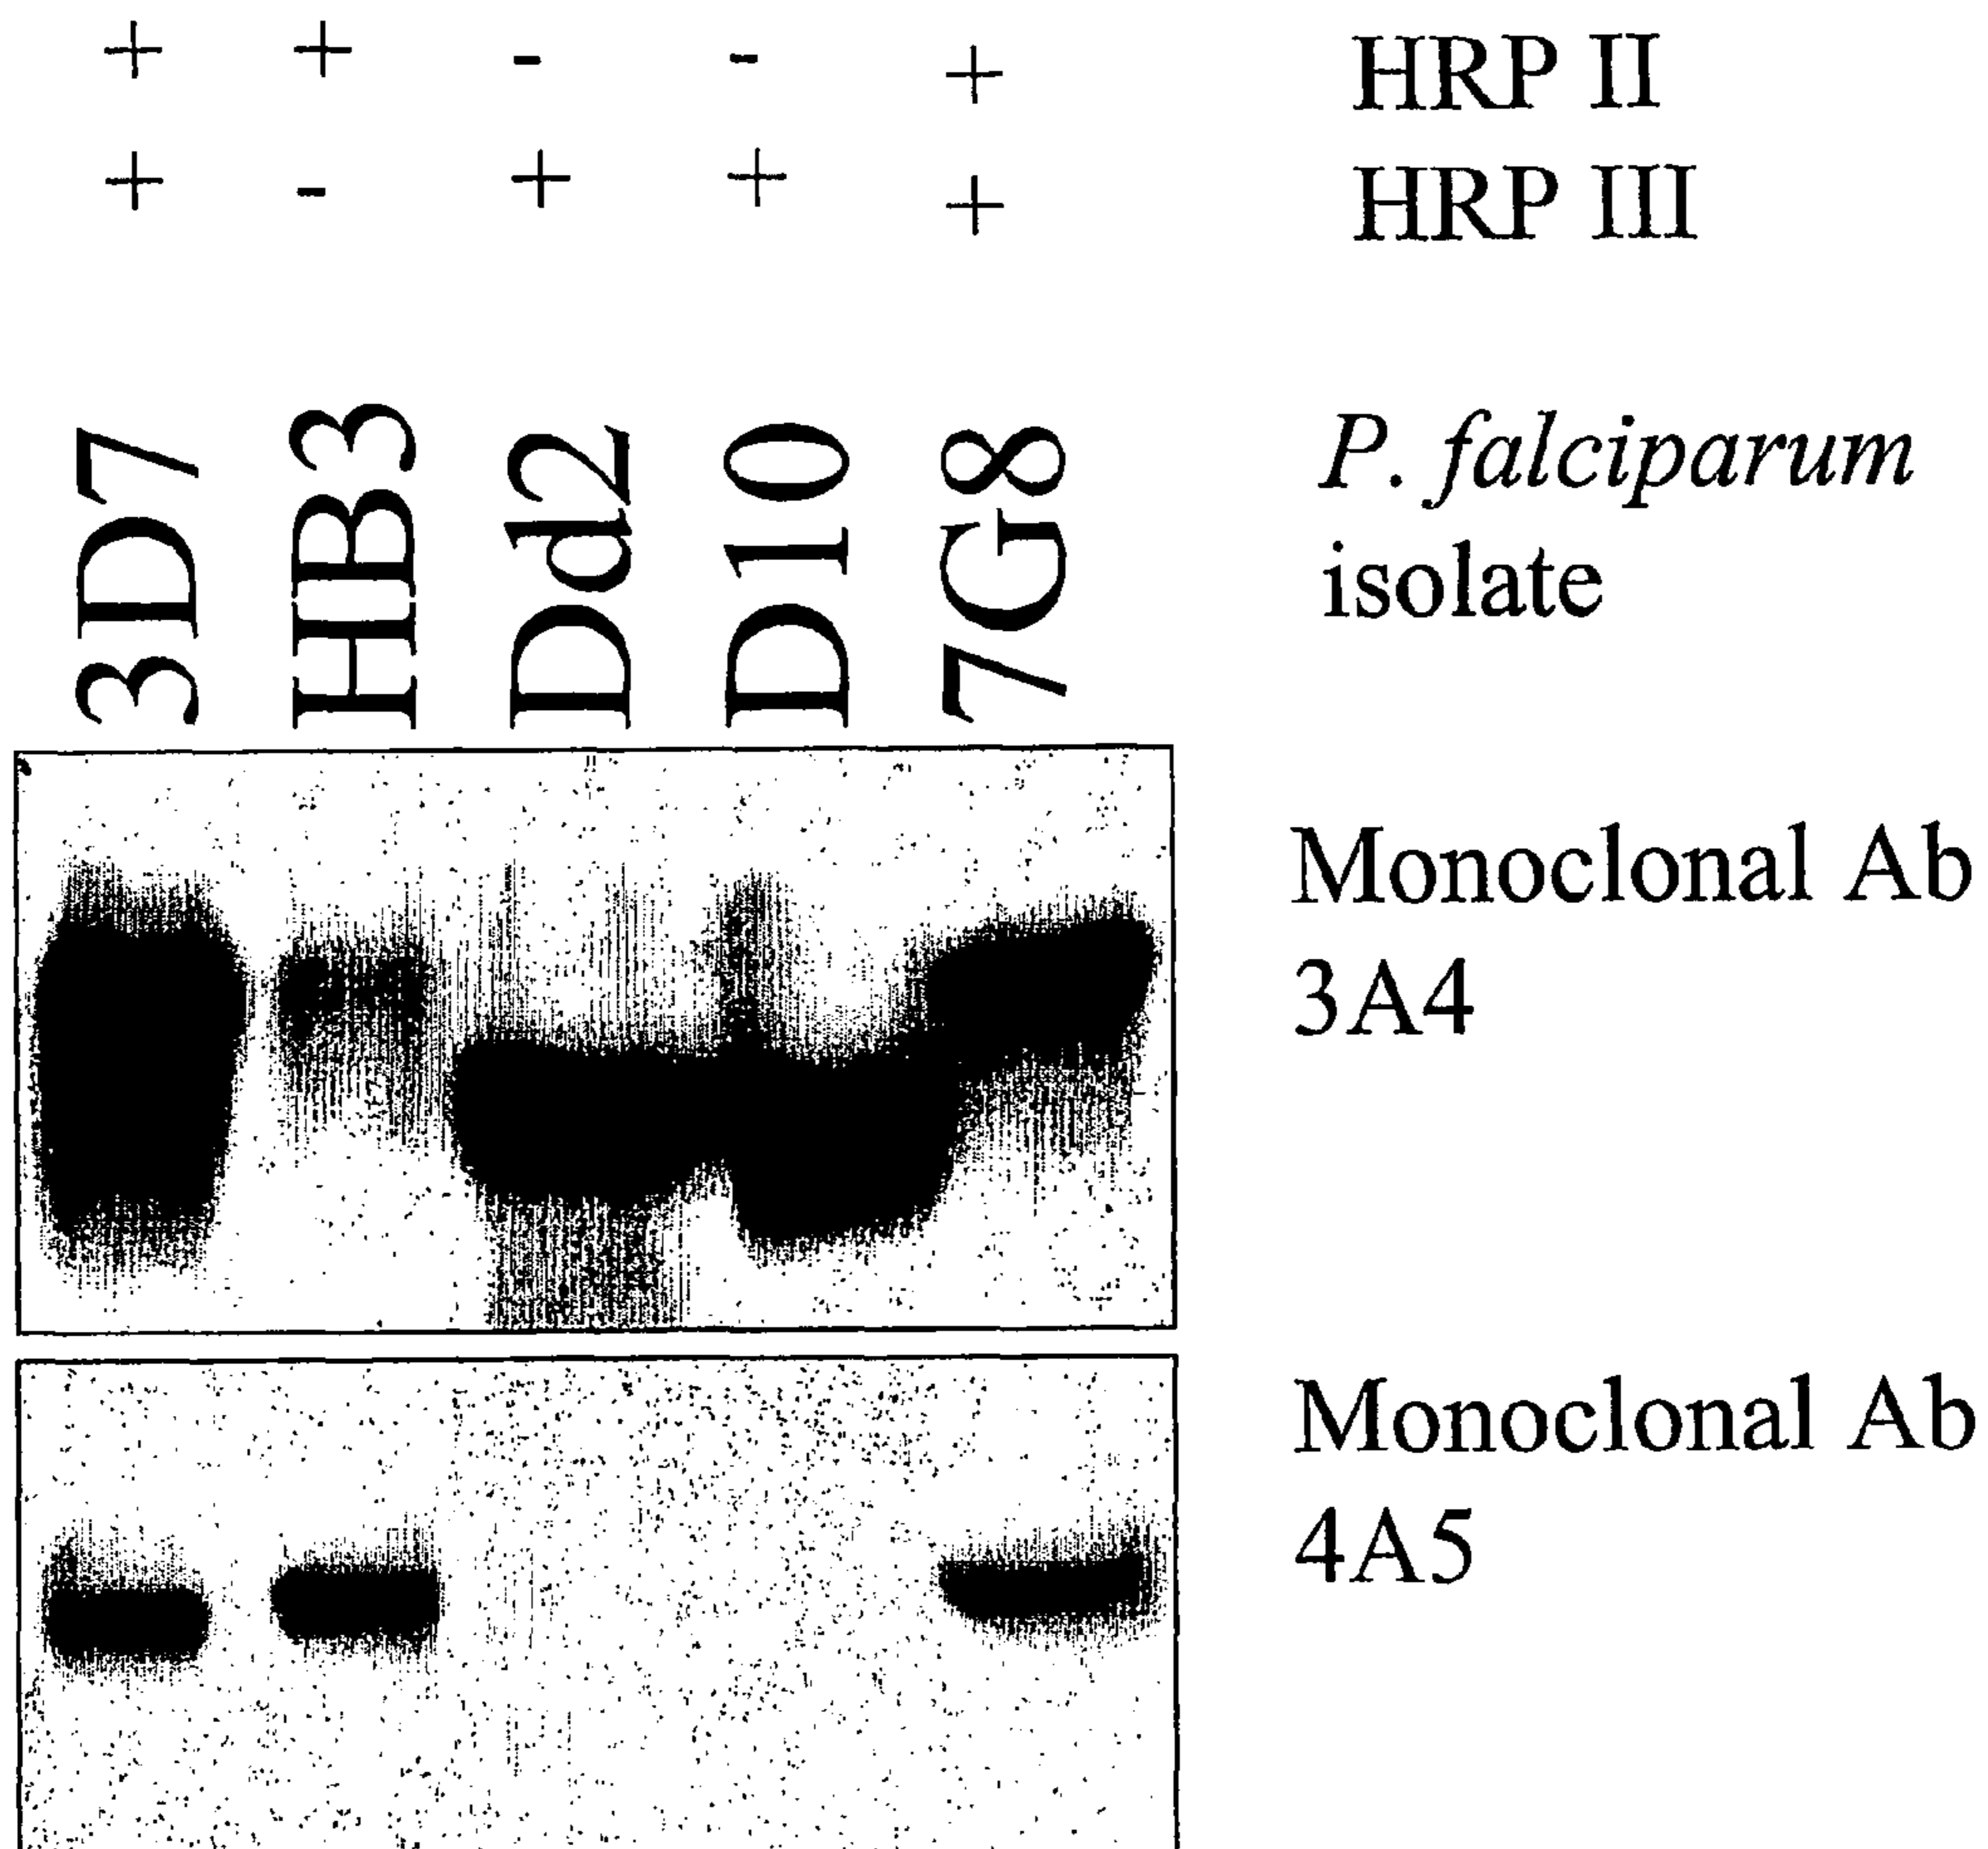 + + - - + HRP II
+ - + + + HRP III
3D7 HB3 Dd2 D10 7G8
P. falciparum
isolate
Monoclonal Ab
3A4
Monoclonal Ab
4A5